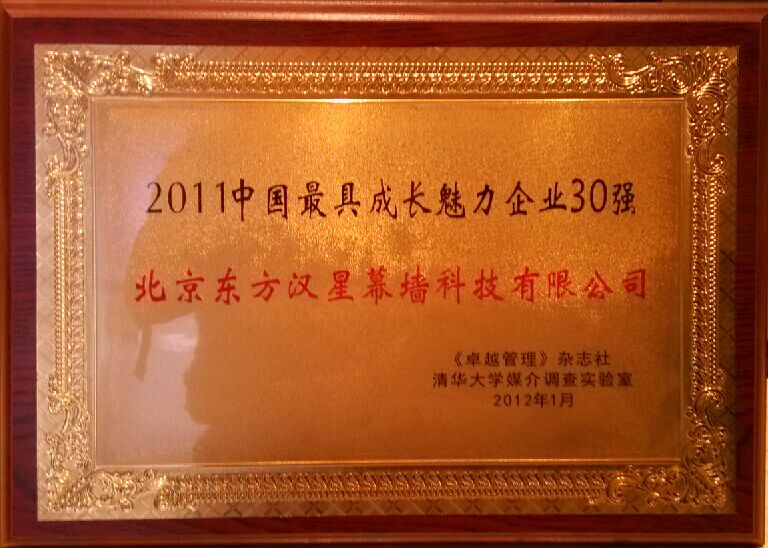 2011中国最具成长魅力企业30强
北京东方汉星幕墙科技有限公司
《卓越管理》杂志社
清华大学媒介调查实验室
2012年1月